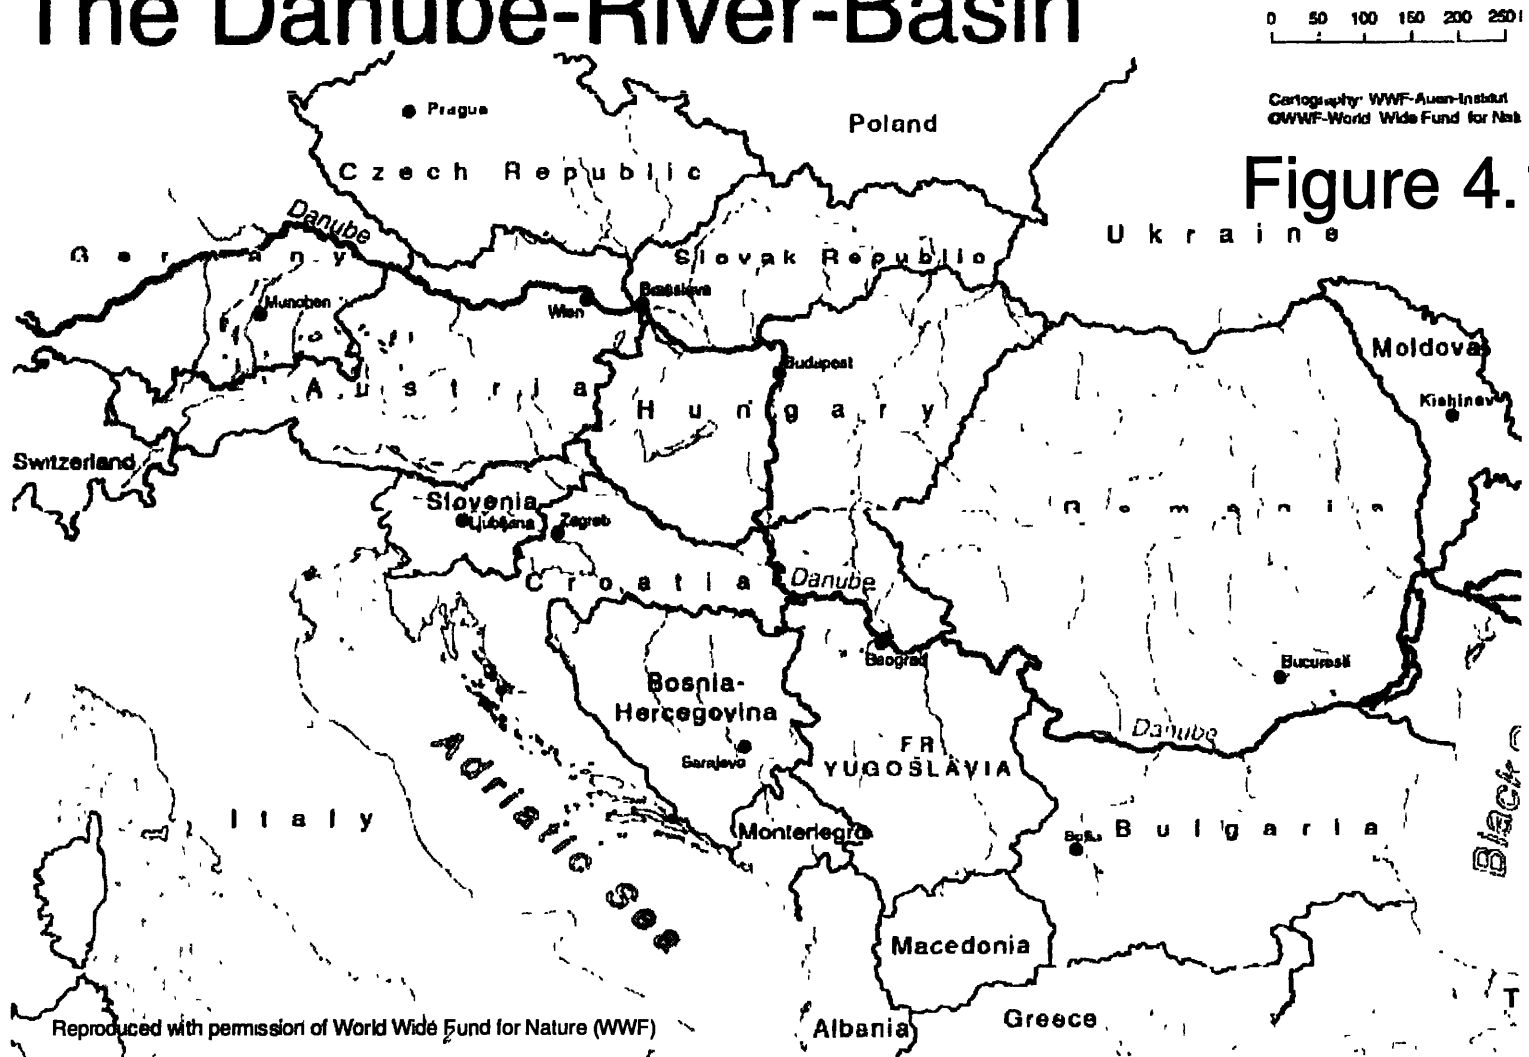 The Danube-River-Basin
0 50 100 150 200 250
Cartography: WWF-Auen-Institut
©WWF-World Wide Fund for
Figure 4.
Prague
Poland
Czech Republic
Ukraine
Danube
Germany
Slovak Republic
Munchen
Wien
Bratislava
Moldova
Budapest
Austria
Hungary
Kishinev
Switzerland
Slovenia
Ljubljana
Zagreb
Romania
Croatia
Danube
Beograd
Bucuresti
Bosnia-
Hercegovina
Danube
Sarajevo
FR
YUGOSLAVIA
Adriatic Sea
Italy
Montenegro
Bulgaria
Black
Macedonia
Reproduced with permission of World Wide Fund for Nature (WWF)
Albania
Greece
T